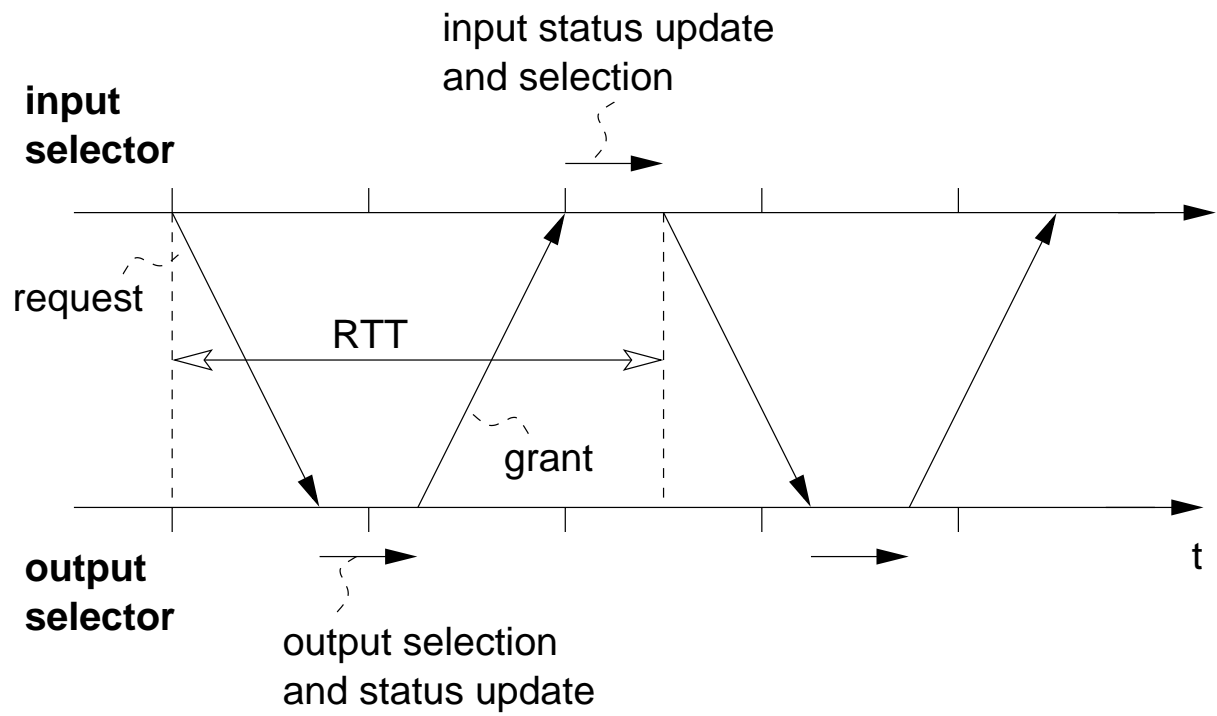 input status update
and selection
input
selector
request
RTT
grant
output
selector
t
output selection
and status update